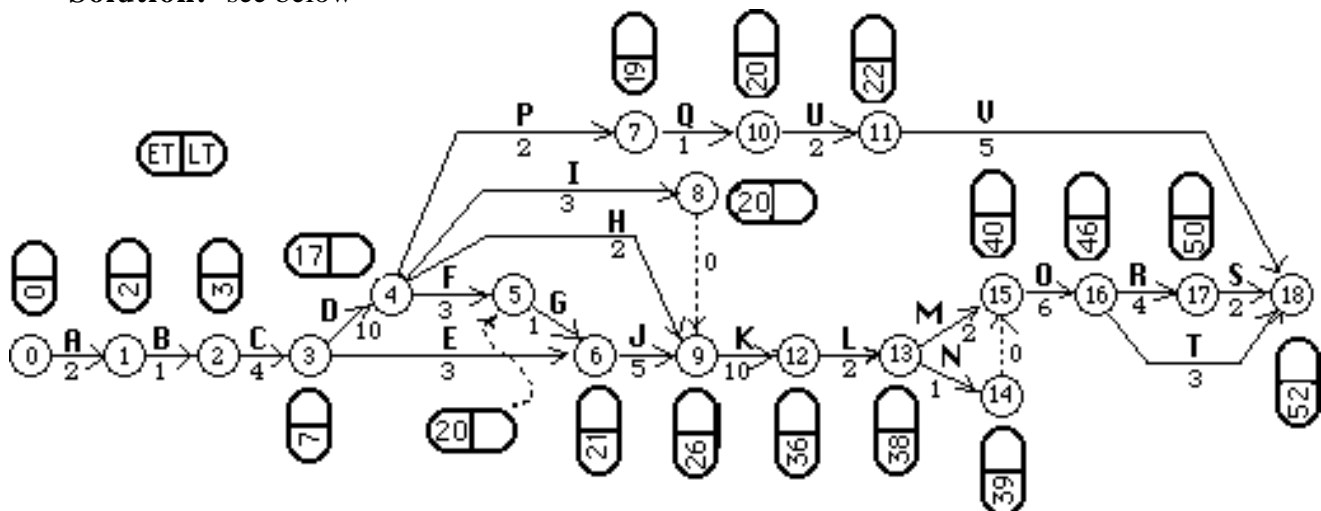 Solution: see below
19
20
22
P
2
7
Q
1
10
U
2
11
V
5
ET LT
I
3
8
20
40
46
50
H
2
0
2
3
17
0
D
10
4
F
3
5
G
1
M
2
15
O
6
16
R
4
17
S
2
18
0
A
2
1
B
1
2
C
4
3
E
3
6
J
5
9
K
10
12
L
2
13
N
1
0
14
T
3
7
20
21
26
36
38
39
52